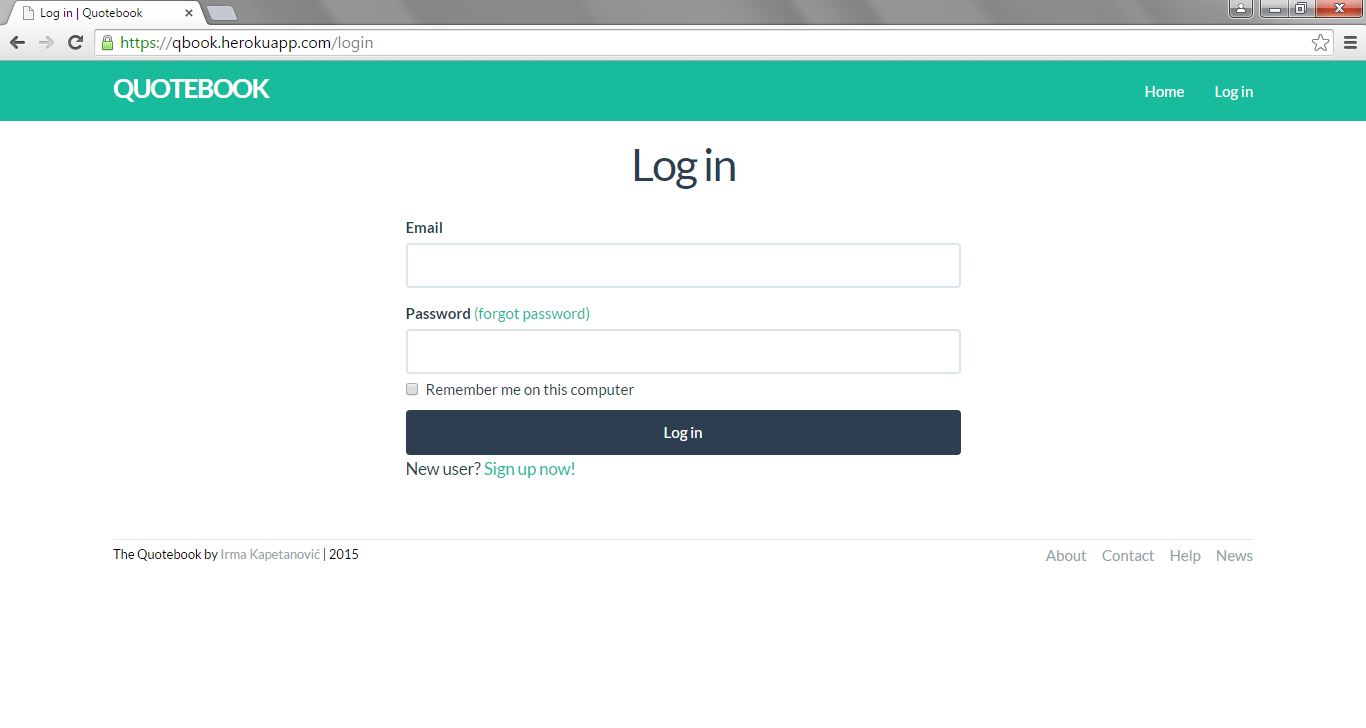 Log in | Quotebook
https://qbook.herokuapp.com/login
QUOTEBOOK
Home Log in
Log in
Email
Password (forgot password)
Remember me on this computer
Log in
New user? Sign up now!
The Quotebook by Irma Kapetanović | 2015
About Contact Help News